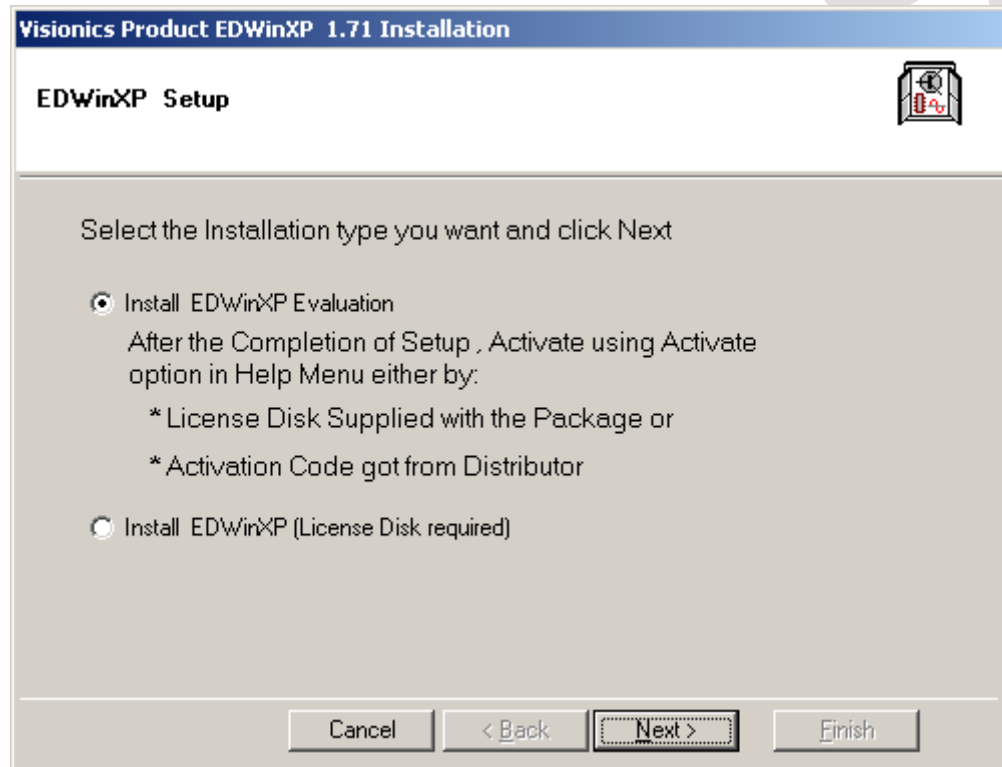 Visionics Product EDWinXP 1.71 Installation
EDWinXP Setup
Select the Installation type you want and click Next
Install EDWinXP Evaluation
After the Completion of Setup , Activate using Activate
option in Help Menu either by:
* License Disk Supplied with the Package or
* Activation Code got from Distributor
Install EDWinXP (License Disk required)
Cancel
< Back
Next >
Finish